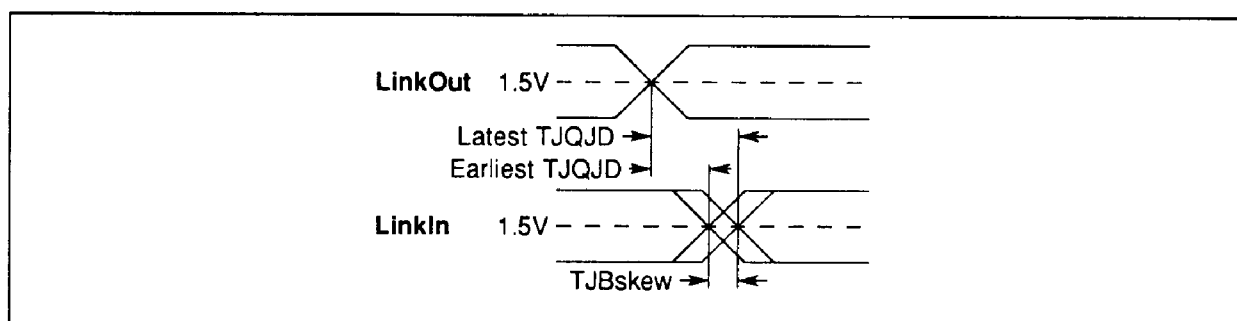 LinkOut 1.5V
Latest TJQJD
Earliest TJQJD
LinkIn 1.5V
TJBskew